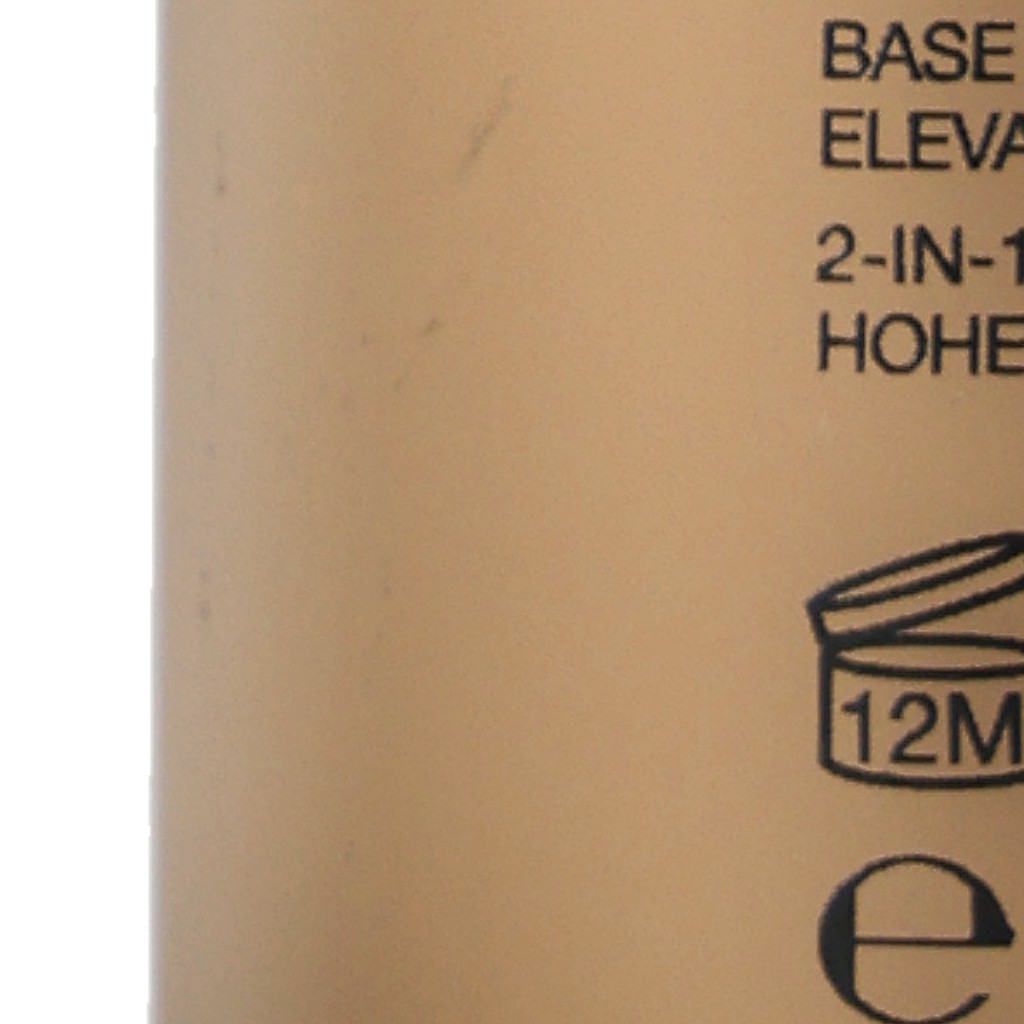 BASE
ELEVA
2-IN-1
HOHE
12M
e